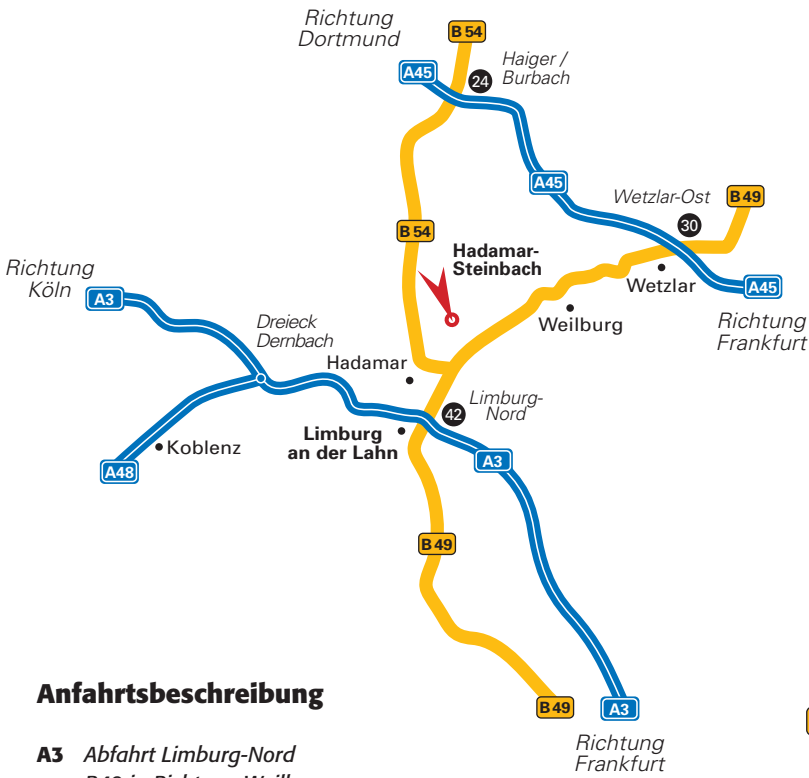 Richtung
Dortmund
B 54
A45
24
Haiger /
Burbach
A45
Wetzlar-Ost
B 49
30
B 54
Hadamar-
Steinbach
Wetzlar
A45
Richtung
Köln
A3
Weilburg
Richtung
Frankfurt
Dreieck
Dernbach
Hadamar
Limburg-
Nord
42
Limburg
an der Lahn
Koblenz
A48
A3
B 49
B 49
A3
Richtung
Frankfurt
Anfahrtsbeschreibung
A3 Abfahrt Limburg-Nord